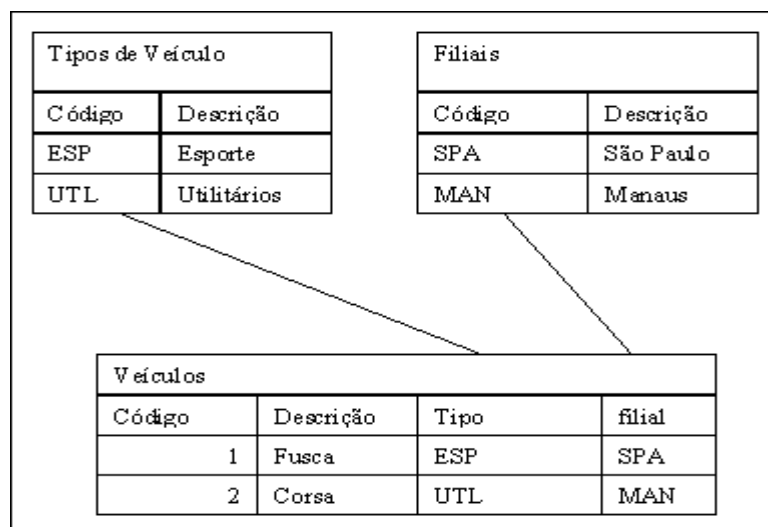 Tipos de Veículo
Código Descrição
ESP Esporte
UTL Utilitários
Filiais
Código Descrição
SPA São Paulo
MAN Manaus
Veículos
Código Descrição Tipo filial
1 Fusca ESP SPA
2 Corsa UTL MAN